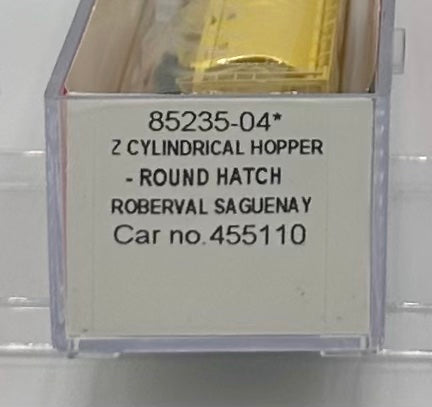 85235-04*
Z CYLINDRICAL HOPPER
- ROUND HATCH
ROBERVAL SAGUENAY
Car no.455110